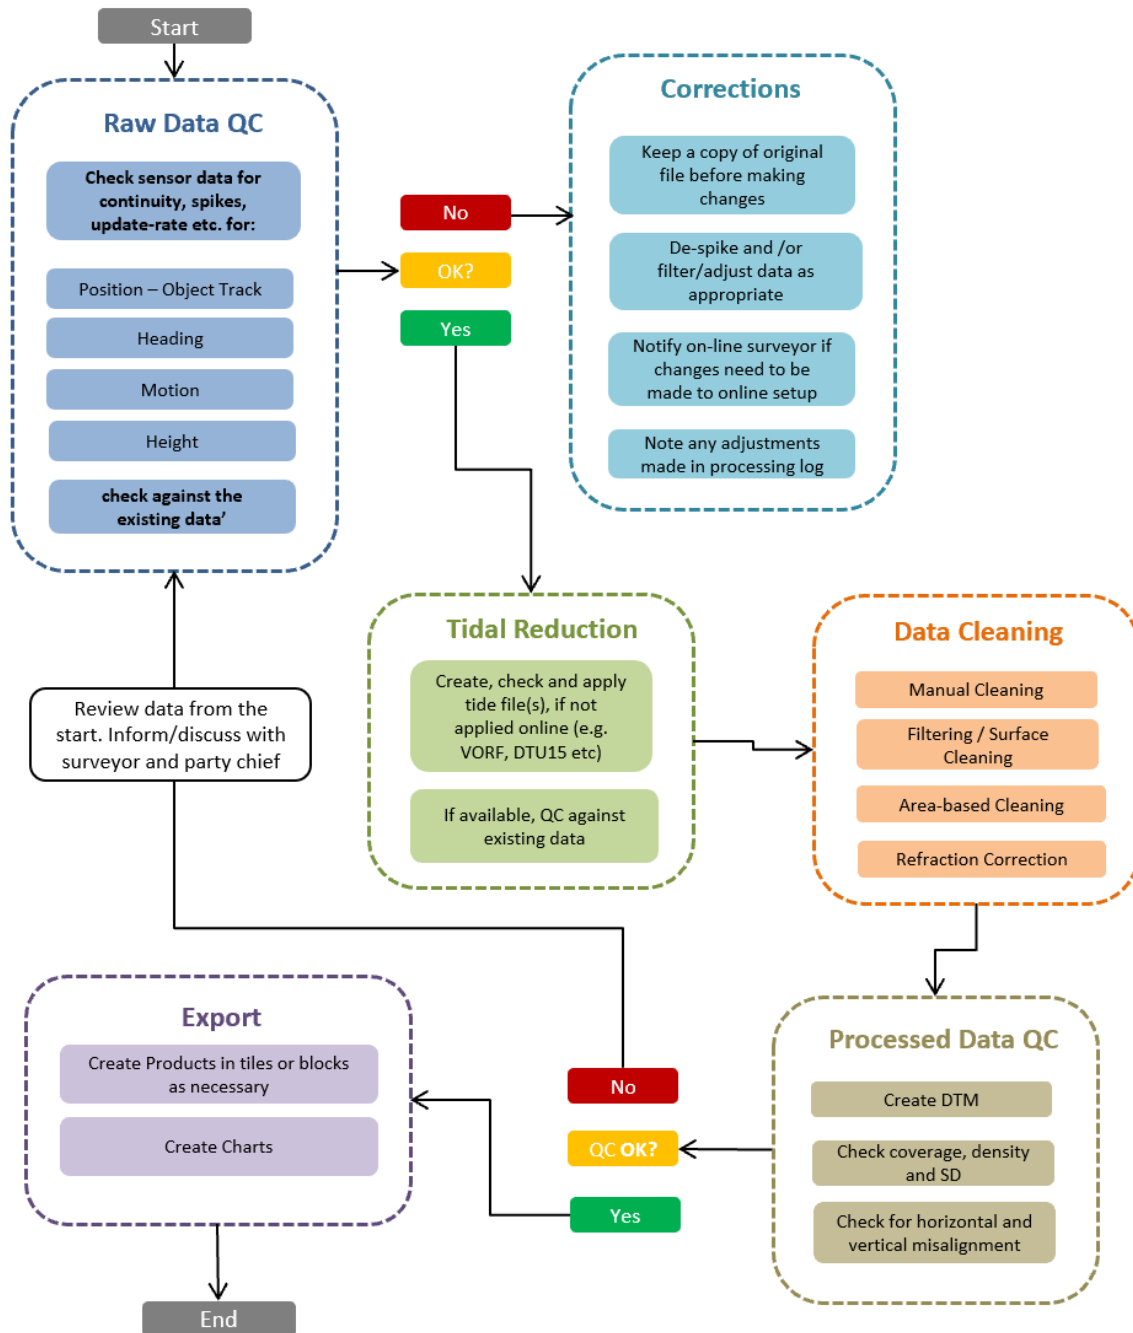 Start
Raw Data QC
Check sensor data for
continuity, spikes,
update-rate etc. for:
Position – Object Track
Heading
Motion
Height
check against the
existing data’
No
OK?
Yes
Corrections
Keep a copy of original
file before making
changes
De-spike and /or
filter/adjust data as
appropriate
Notify on-line surveyor if
changes need to be
made to online setup
Note any adjustments
made in processing log
Tidal Reduction
Create, check and apply
tide file(s), if not
applied online (e.g.
VORF, DTU15 etc)
If available, QC against
existing data
Data Cleaning
Manual Cleaning
Filtering / Surface
Cleaning
Area-based Cleaning
Refraction Correction
Review data from the
start. Inform/discuss with
surveyor and party chief
Processed Data QC
Create DTM
Check coverage, density
and SD
Check for horizontal and
vertical misalignment
No
QC OK?
Yes
Export
Create Products in tiles or blocks
as necessary
Create Charts
End